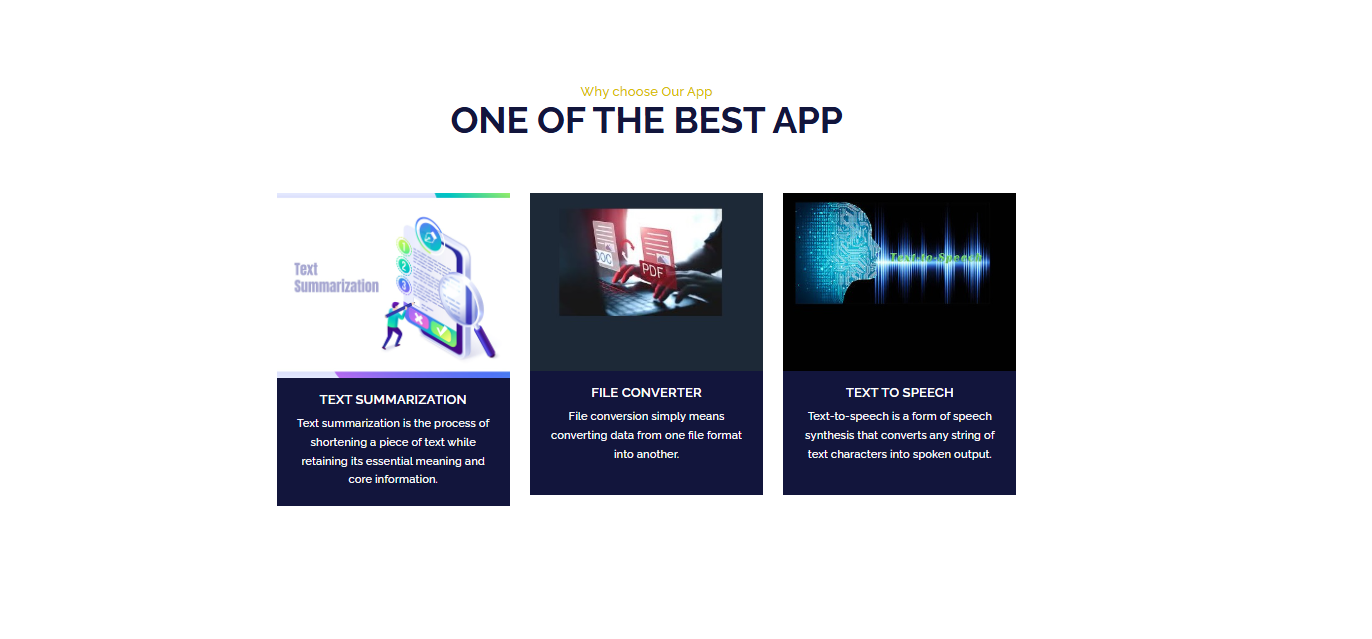 Why choose Our App
ONE OF THE BEST APP
Text
Summarization
1
2
3
DOC
PDF
Text-to-Speech
TEXT SUMMARIZATION
Text summarization is the process of
shortening a piece of text while
retaining its essential meaning and
core information.
FILE CONVERTER
File conversion simply means
converting data from one file format
into another.
TEXT TO SPEECH
Text-to-speech is a form of speech
synthesis that converts any string of
text characters into spoken output.